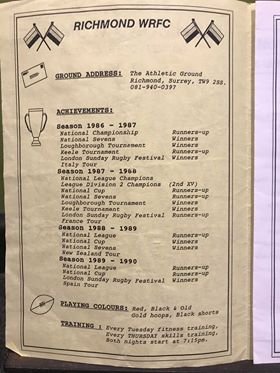 RICHMOND WRFC
GROUND ADDRESS: The Athletic Ground
Richmond, Surrey, TW9 2SS.
081-940-0397
ACHIEVEMENTS:
Season 1986 - 1987
National Championship Runners-up
National Sevens Winners
Loughborough Tournament Winners
Keele Tournament Runners-up
London Sunday Rugby Festival Winners
Italy Tour
Season 1987 - 1988
National League Champions
League Division 2 Champions (2nd XV)
National Cup Runners-up
National Sevens Winners
Loughborough Tournament Winners
Keele Tournament Winners
London Sunday Rugby Festival Runners-up
France Tour
Season 1988 - 1989
National League Runners-up
National Cup Winners
National Sevens Winners
New Zealand Tour
Season 1989 - 1990
National League Winners
National Cup Runners-up
London Sunday Rugby Festival Winners
Spain Tour
PLAYING COLOURS: Red, Black & Old
Gold hoops, Black shorts
TRAINING : Every Tuesday fitness training,
Every THURSDAY skills training,
Both nights start at 7:15pm.